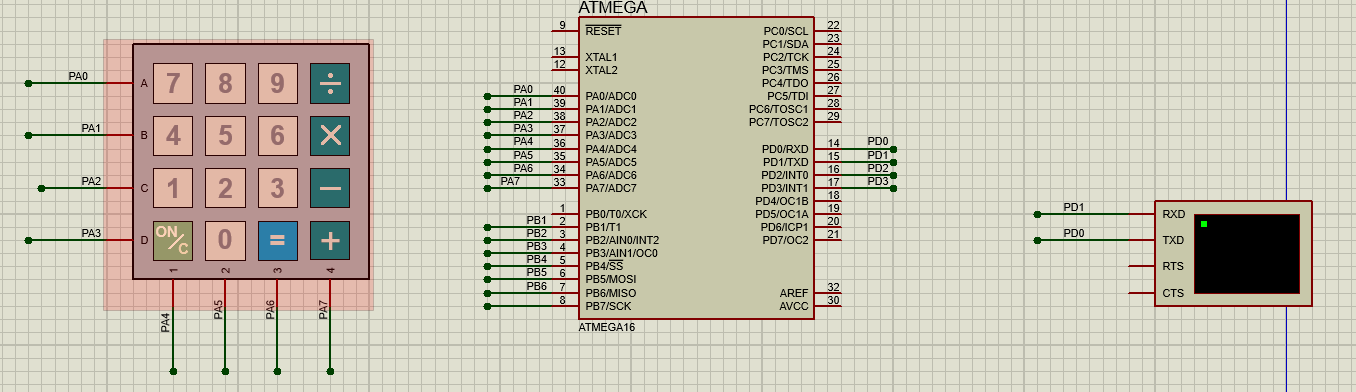 ATMEGA
PA0
A
7
8
9
÷
PA1
B
4
5
6
×
PA2
C
1
2
3
−
PA3
D
ON/C
0
=
+
1
2
3
4
PA4
PA5
PA6
PA7
9 RESET
13 XTAL1
12 XTAL2
PA0 40 PA0/ADC0
PA1 39 PA1/ADC1
PA2 38 PA2/ADC2
PA3 37 PA3/ADC3
PA4 36 PA4/ADC4
PA5 35 PA5/ADC5
PA6 34 PA6/ADC6
PA7 33 PA7/ADC7
1 PB0/T0/XCK
PB1 2 PB1/T1
PB2 3 PB2/AIN0/INT2
PB3 4 PB3/AIN1/OC0
PB4 5 PB4/SS
PB5 6 PB5/MOSI
PB6 7 PB6/MISO
8 PB7/SCK
PC0/SCL 22
PC1/SDA 23
PC2/TCK 24
PC3/TMS 25
PC4/TDO 26
PC5/TDI 27
PC6/TOSC1 28
PC7/TOSC2 29
PD0/RXD 14 PD0
PD1/TXD 15 PD1
PD2/INT0 16 PD2
PD3/INT1 17 PD3
PD4/OC1B 18
PD5/OC1A 19
PD6/ICP1 20
PD7/OC2 21
AREF 32
AVCC 30
ATMEGA16
PD1 RXD
PD0 TXD
RTS
CTS